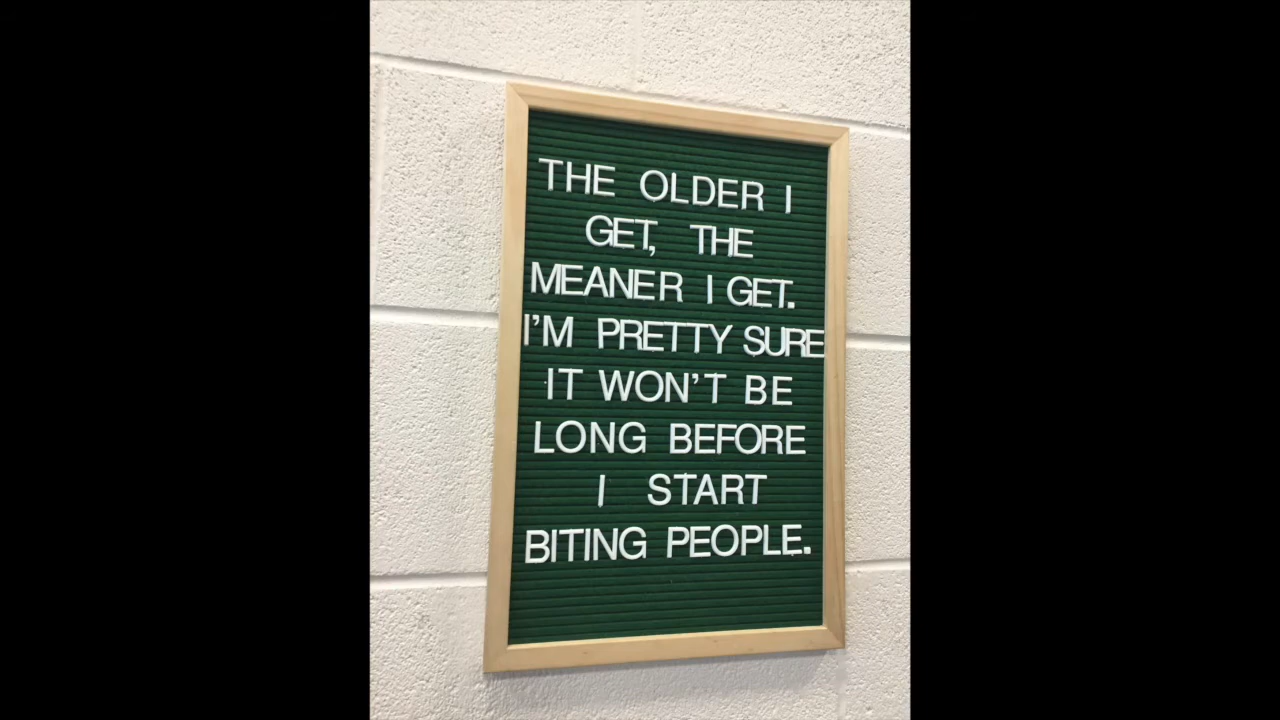 THE OLDER I
GET, THE
MEANER I GET.
I'M PRETTY SURE
IT WON'T BE
LONG BEFORE
I START
BITING PEOPLE.